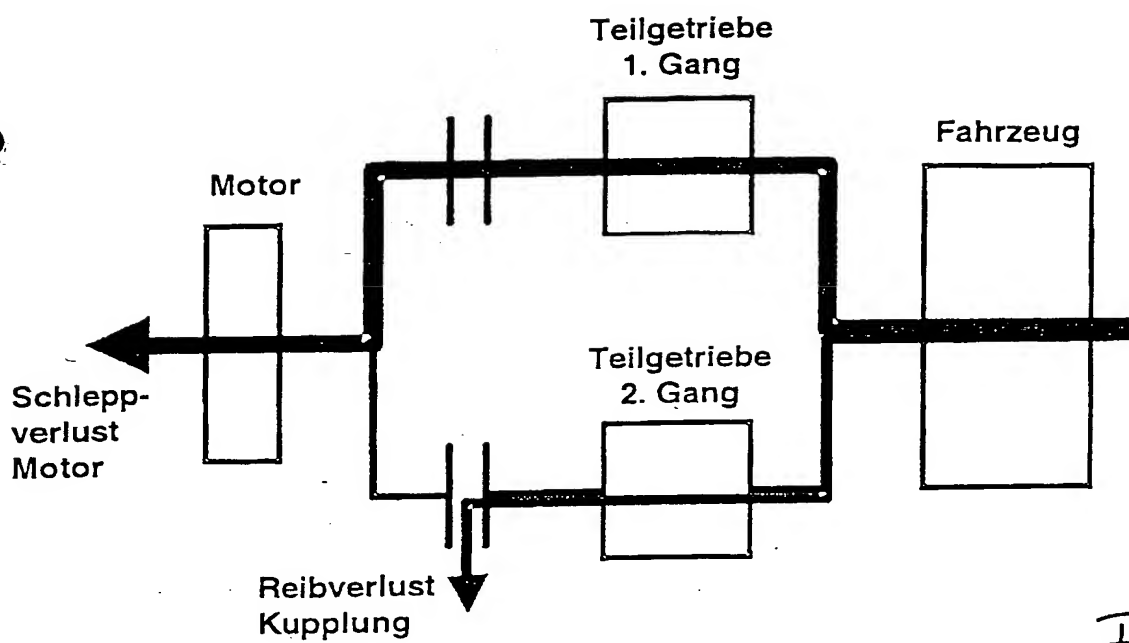 Teilgetriebe
1. Gang
Fahrzeug
Motor
Teilgetriebe
2. Gang
Schlepp-
verlust
Motor
Reibverlust
Kupplung